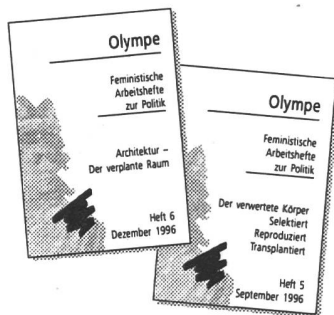 Olympe
Feministische
Arbeitshefte
zur Politik
Architektur –
Der verplante Raum
Heft 6
Dezember 1996
Olympe
Feministische
Arbeitshefte
zur Politik
Der verwertete Körper
Selektiert
Reproduziert
Transplantiert
Heft 5
September 1996